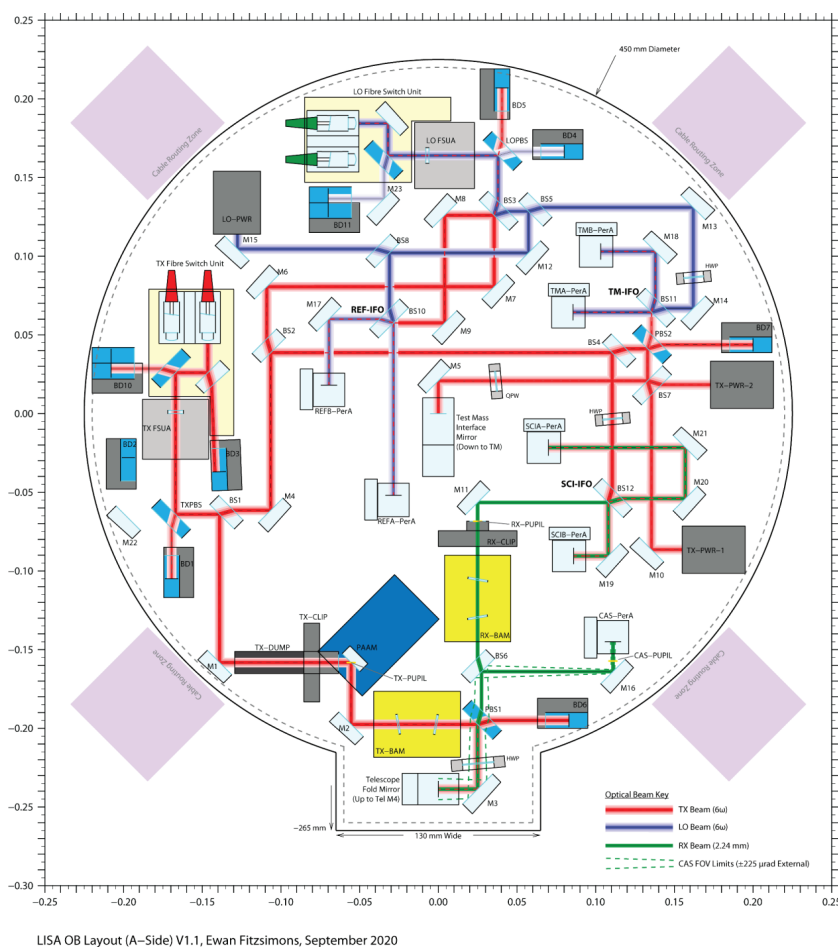 0.25
450 mm Diameter
0.20
LO Fibre Switch Unit
BD5
Cable Routing Zone
Cable Routing Zone
BD4
LOPBS
LO FSUA
0.15
M23
M8
BS3
BS5
M13
LO-PWR
BD11
TMB-PerA
M18
M15
BS8
0.10
M12
HWP
TX Fibre Switch Unit
M6
TMA-PerA
TM-IFO
BS11
M14
M17
REF-IFO
BS10
M7
0.05
BS2
M9
BS4
PBS2
BD7
M5
BD10
QPW
BS7
TX-PWR-2
REFB-PerA
0.00
Test Mass
Interface
Mirror
(Down to TM)
HWP
SCIA-PerA
M21
BD2
TX FSUA
BD3
M11
SCI-IFO
M20
−0.05
TXPBS
BS1
M4
BS12
REFA-PerA
RX-PUPIL
M22
RX-CLIP
SCIB-PerA
TX-PWR-1
BD1
M19
M10
−0.10
TX-CLIP
CAS-PerA
RX-BAM
TX-DUMP
PAAM
BS6
CAS-PUPIL
−0.15
M1
TX-PUPIL
M16
Cable Routing Zone
Cable Routing Zone
PBS1
BD6
M2
−0.20
TX-BAM
HWP
Telescope
Fold Mirror
(Up to Tel M4)
M3
Optical Beam Key
TX Beam (6ω)
−0.25
−265 mm
LO Beam (6ω)
130 mm Wide
RX Beam (2.24 mm)
CAS FOV Limits (±225 μrad External)
−0.30
−0.25 −0.20 −0.15 −0.10 −0.05 0.00 0.05 0.10 0.15 0.20 0.25
LISA OB Layout (A−Side) V1.1, Ewan Fitzsimons, September 2020